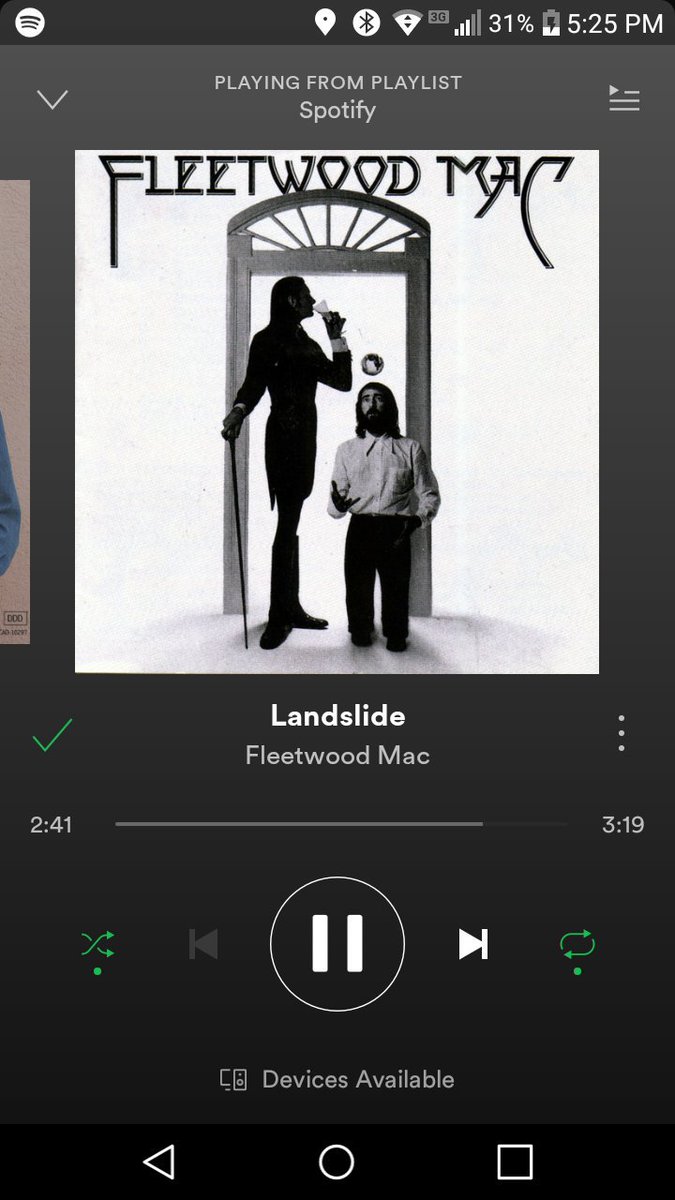 3G 31% 5:25 PM
PLAYING FROM PLAYLIST
Spotify
FLEETWOOD MAC
DDD
Landslide
Fleetwood Mac
2:41 3:19
Devices Available